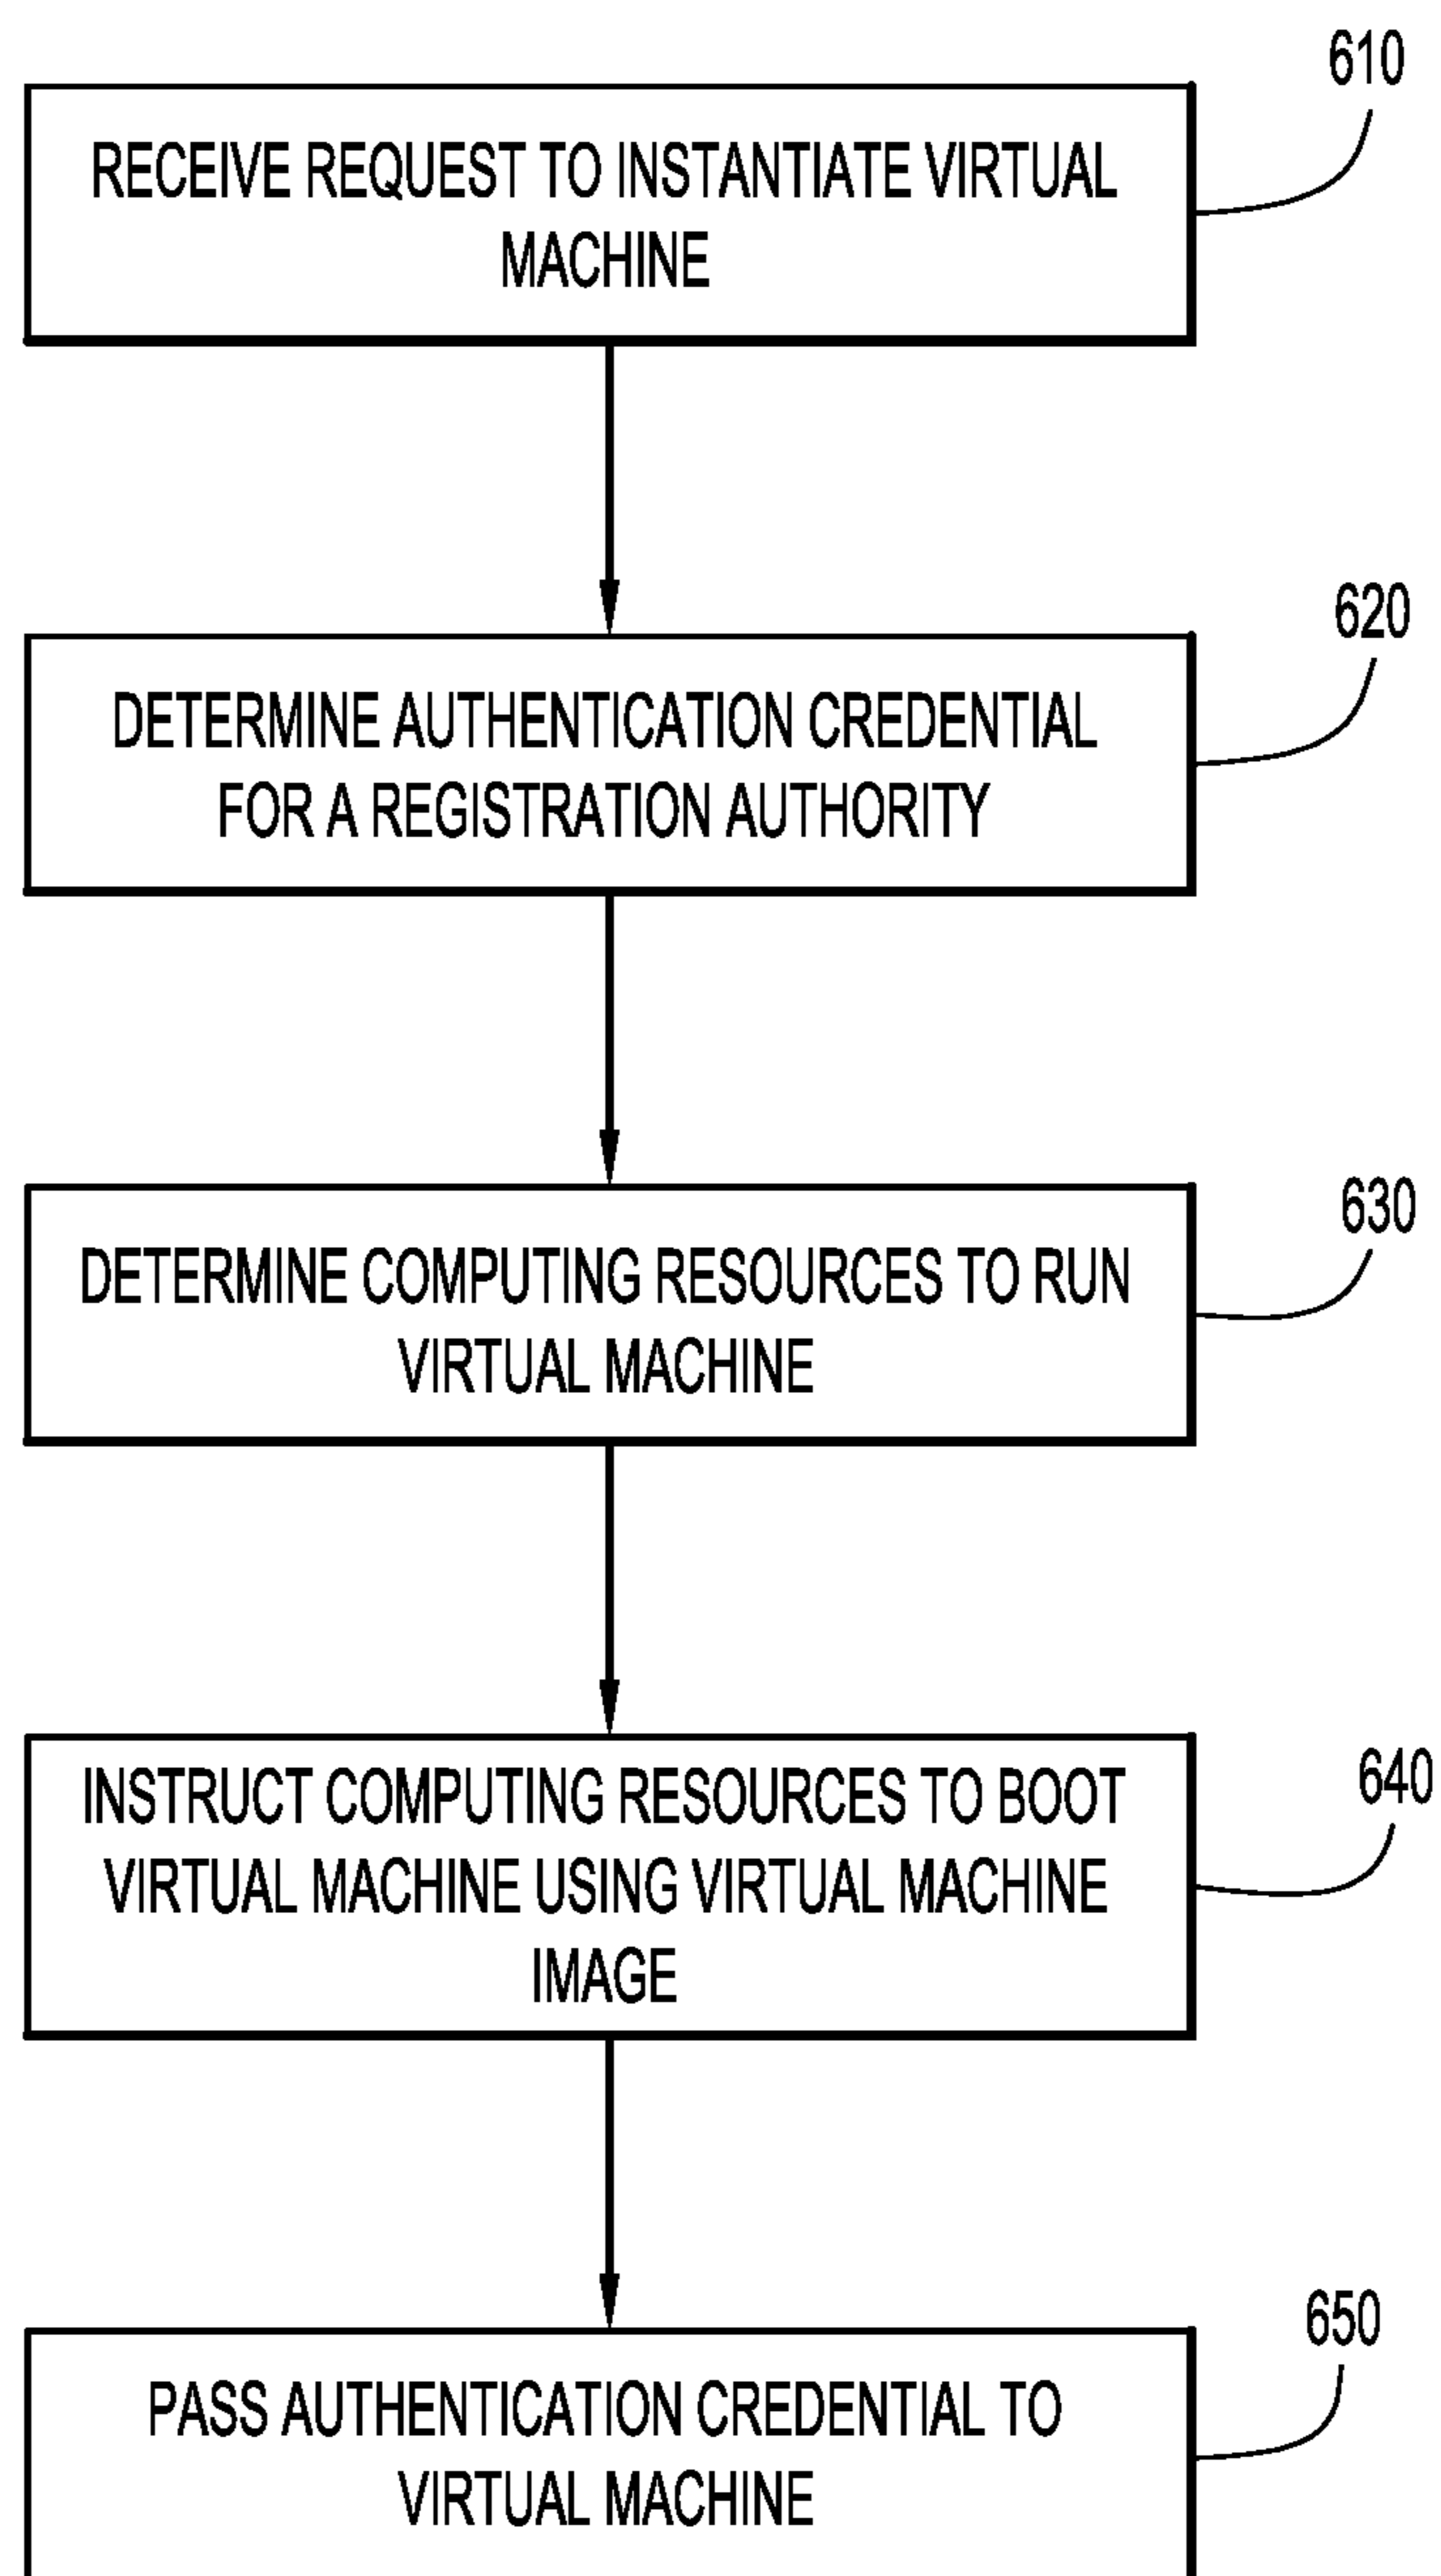 610
RECEIVE REQUEST TO INSTANTIATE VIRTUAL
MACHINE
620
DETERMINE AUTHENTICATION CREDENTIAL
FOR A REGISTRATION AUTHORITY
630
DETERMINE COMPUTING RESOURCES TO RUN
VIRTUAL MACHINE
640
INSTRUCT COMPUTING RESOURCES TO BOOT
VIRTUAL MACHINE USING VIRTUAL MACHINE
IMAGE
650
PASS AUTHENTICATION CREDENTIAL TO
VIRTUAL MACHINE